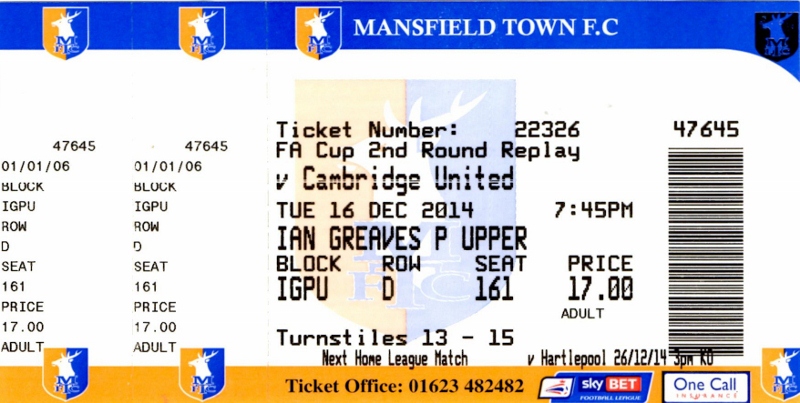 MANSFIELD TOWN F.C
47645
01/01/06
BLOCK
IGPU
ROW
D
SEAT
161
PRICE
17.00
ADULT
47645
01/01/06
BLOCK
IGPU
ROW
D
SEAT
161
PRICE
17.00
ADULT
Ticket Number: 22326 47645
FA Cup 2nd Round Replay
v Cambridge United
TUE 16 DEC 2014 7:45PM
IAN GREAVES P UPPER
BLOCK ROW SEAT PRICE
IGPU D 161 17.00
ADULT
Turnstiles 13 - 15
Next Home League Match v Hartlepool 26/12/14 3pm KO
Ticket Office: 01623 482482
sky BET
FOOTBALL LEAGUE
One Call
INSURANCE